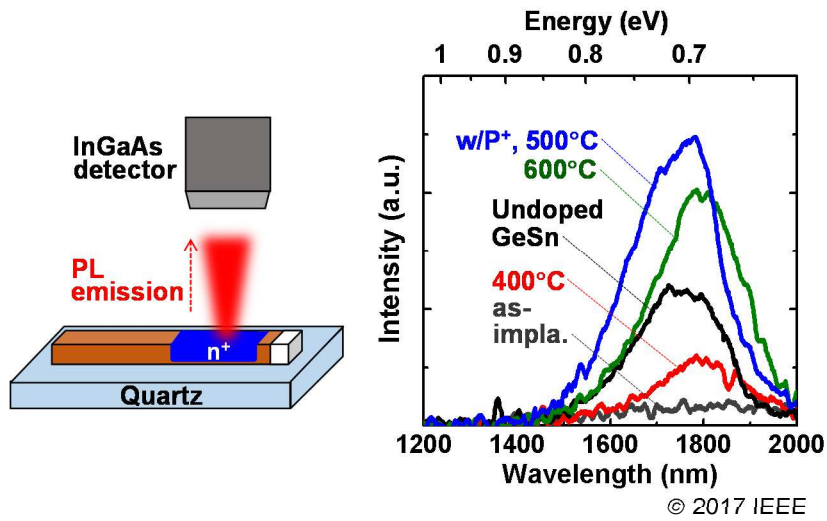 InGaAs
detector
PL
emission
n⁺
Quartz
Energy (eV)
1 0.9 0.8 0.7
Intensity (a.u.)
w/P⁺, 500°C
600°C
Undoped
GeSn
400°C
as-
impla.
1200 1400 1600 1800 2000
Wavelength (nm)
© 2017 IEEE